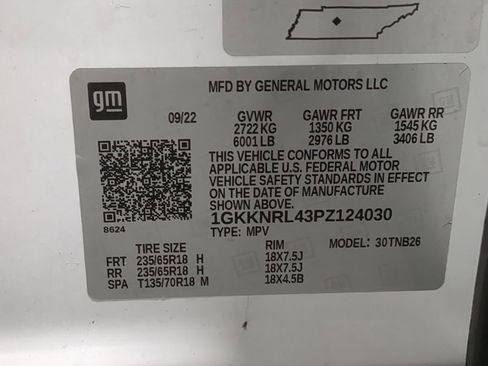 gm
MFD BY GENERAL MOTORS LLC
09/22 GVWR GAWR FRT GAWR RR
2722 KG 1350 KG 1545 KG
6001 LB 2976 LB 3406 LB
THIS VEHICLE CONFORMS TO ALL
APPLICABLE U.S. FEDERAL MOTOR
VEHICLE SAFETY STANDARDS IN EFFECT
ON THE DATE OF MANUFACTURE
SHOWN ABOVE.
1GKKNRL43PZ124030
8624 TYPE: MPV MODEL: 30TNB26
TIRE SIZE RIM
FRT 235/65R18 H 18X7.5J
RR 235/65R18 H 18X7.5J
SPA T135/70R18 M 18X4.5B